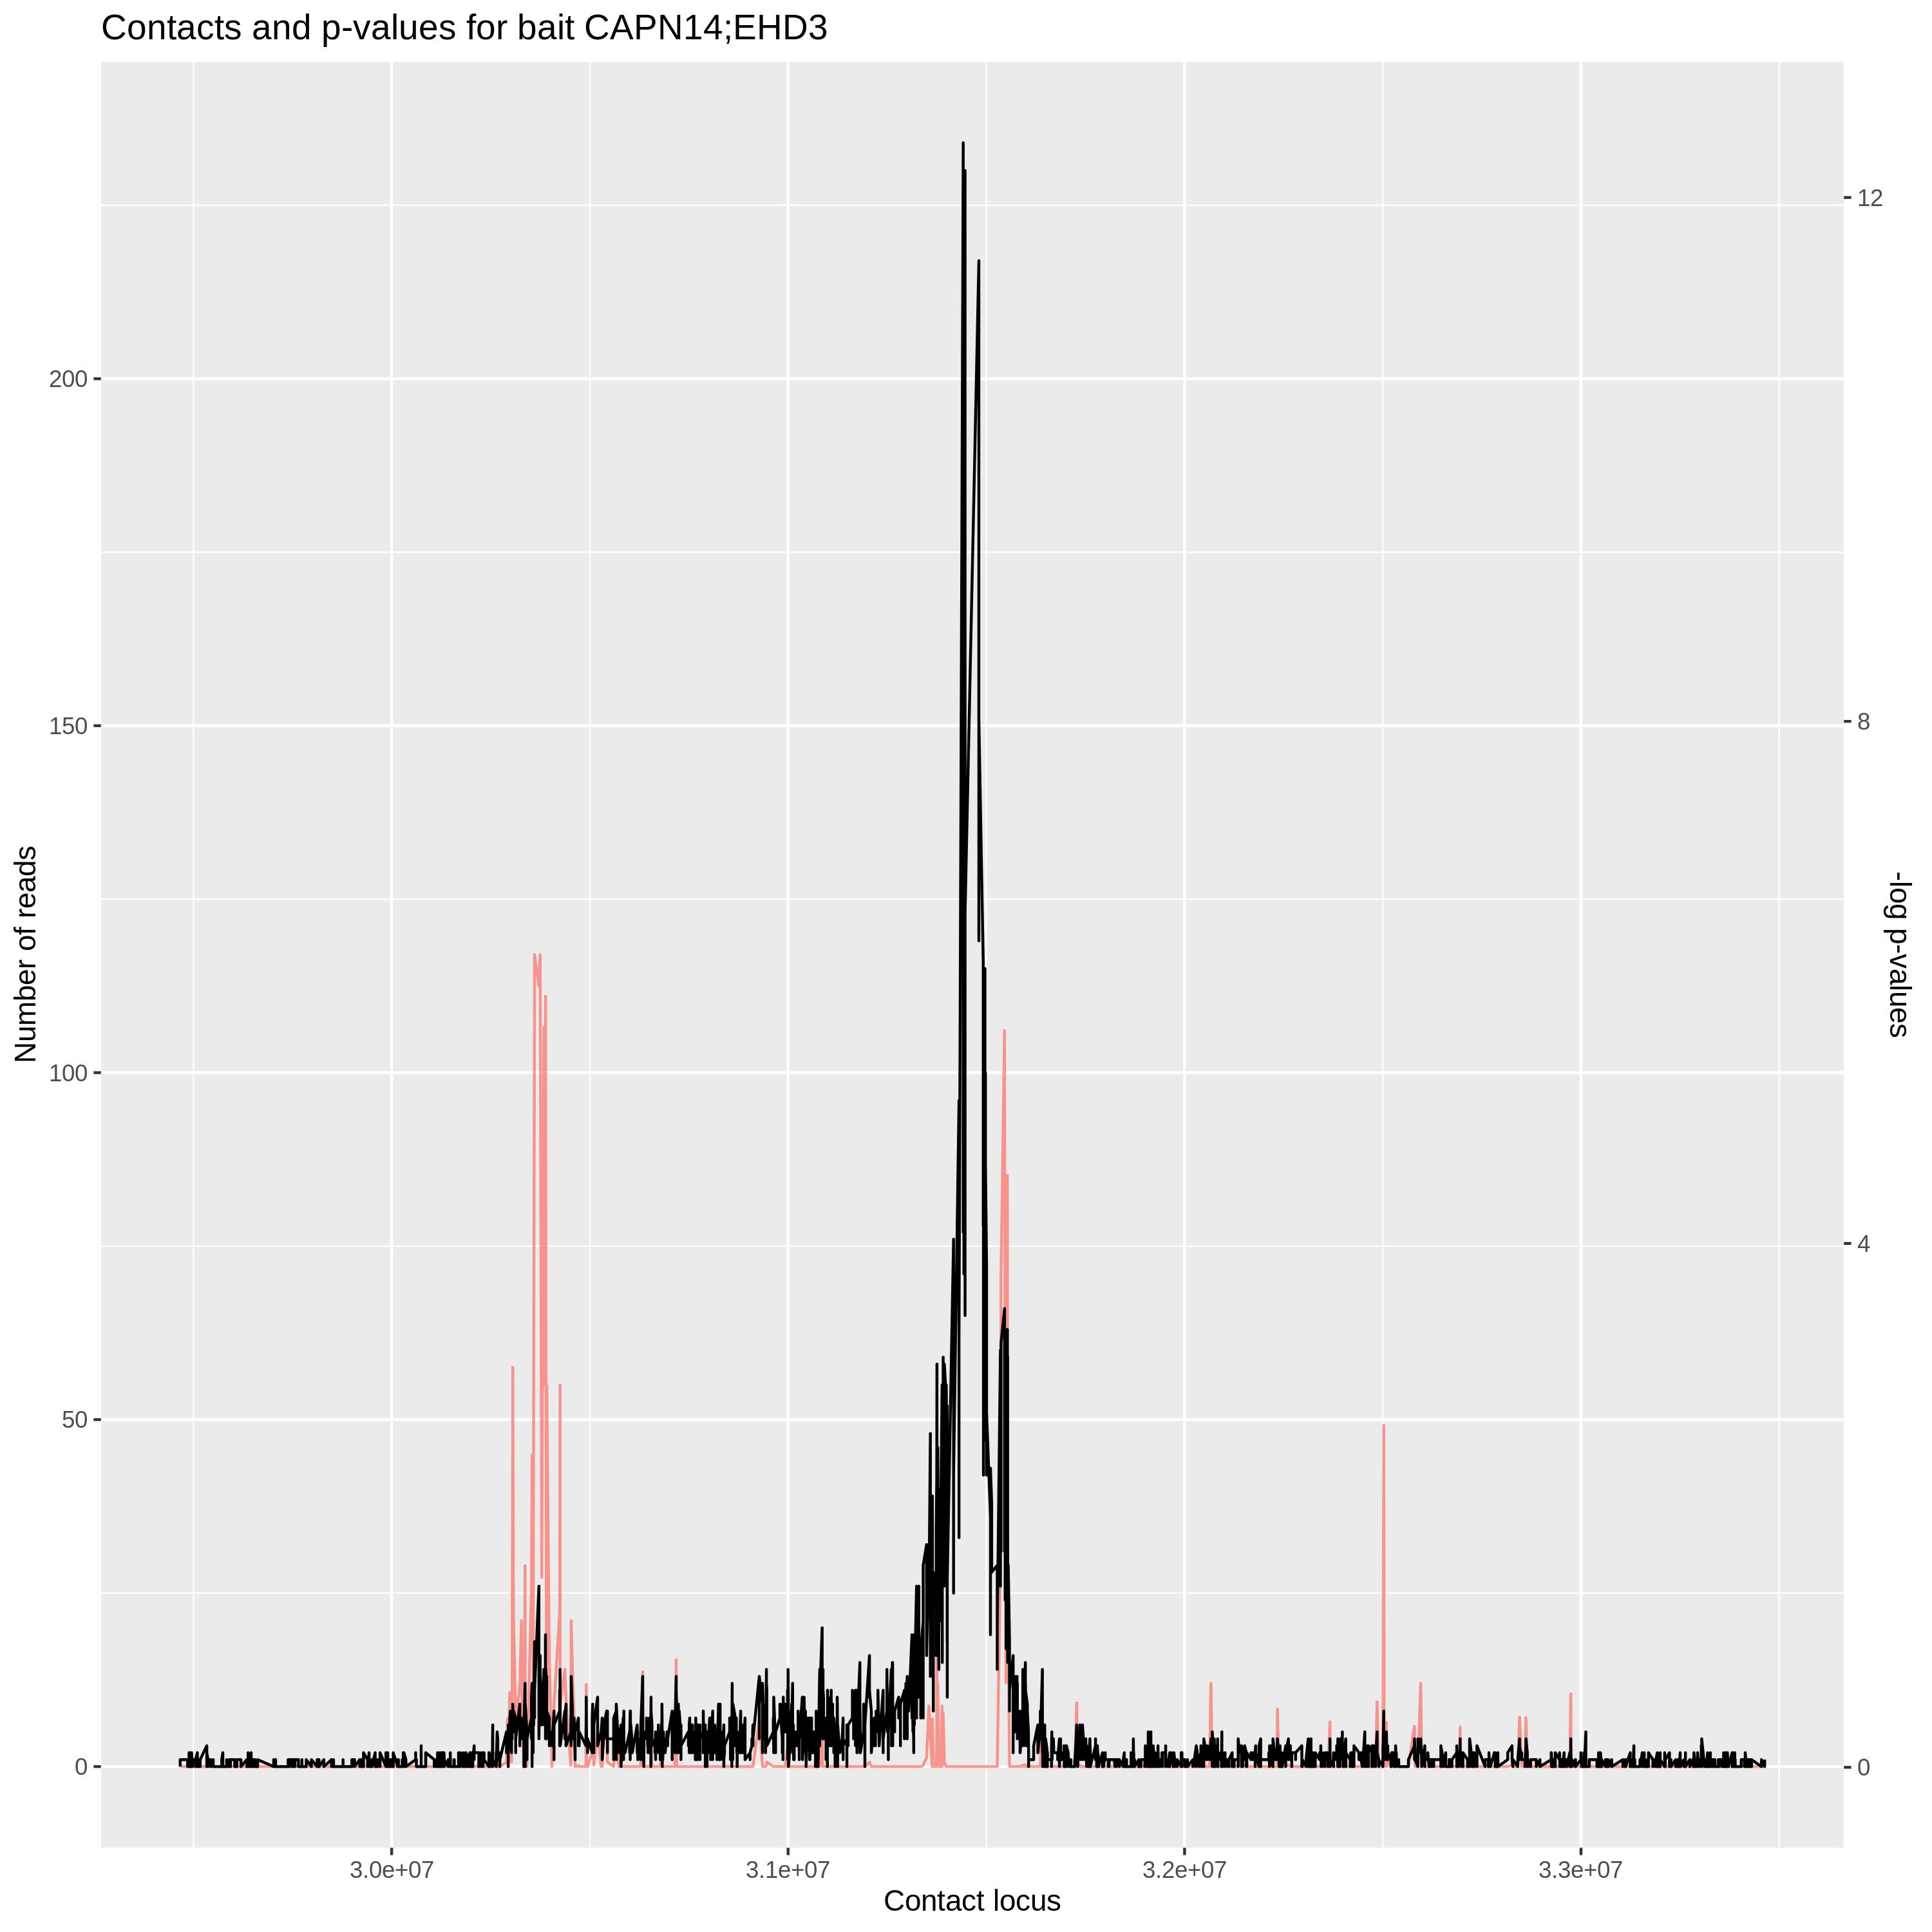 Contacts and p-values for bait CAPN14;EHD3
Number of reads
200
150
100
50
0
12
8
4
0
-log p-values
3.0e+07
3.1e+07
3.2e+07
3.3e+07
Contact locus